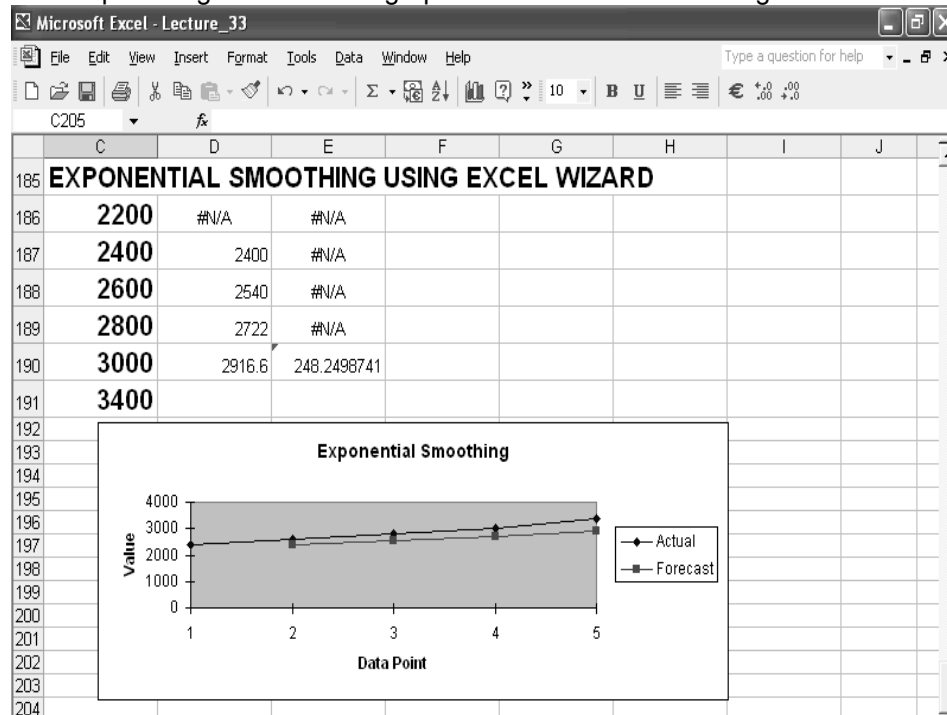 Microsoft Excel - Lecture_33
File Edit View Insert Format Tools Data Window Help Type a question for help
10 B U
C205 fx
C D E F G H I J
185 EXPONENTIAL SMOOTHING USING EXCEL WIZARD
186 2200 #N/A #N/A
187 2400 2400 #N/A
188 2600 2540 #N/A
189 2800 2722 #N/A
190 3000 2916.6 248.2498741
191 3400
192
193
194
195
196
197
198
199
200
201
202
203
204
Exponential Smoothing
Value
4000
3000
2000
1000
0
1 2 3 4 5
Data Point
Actual
Forecast